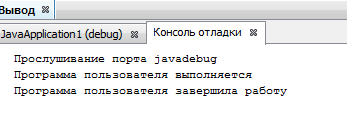 Вывод
JavaApplication1 (debug)
Консоль отладки
Прослушивание порта javadebug
Программа пользователя выполняется
Программа пользователя завершила работу